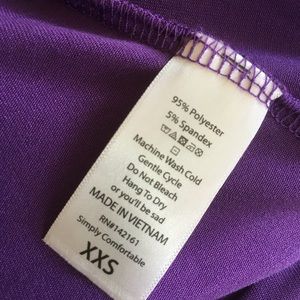 95% Polyester
5% Spandex
Machine Wash Cold
Gentle Cycle
Do Not Bleach
Hang To Dry
or you'll be sad
MADE IN VIETNAM
RN#142161
Simply Comfortable
XXS